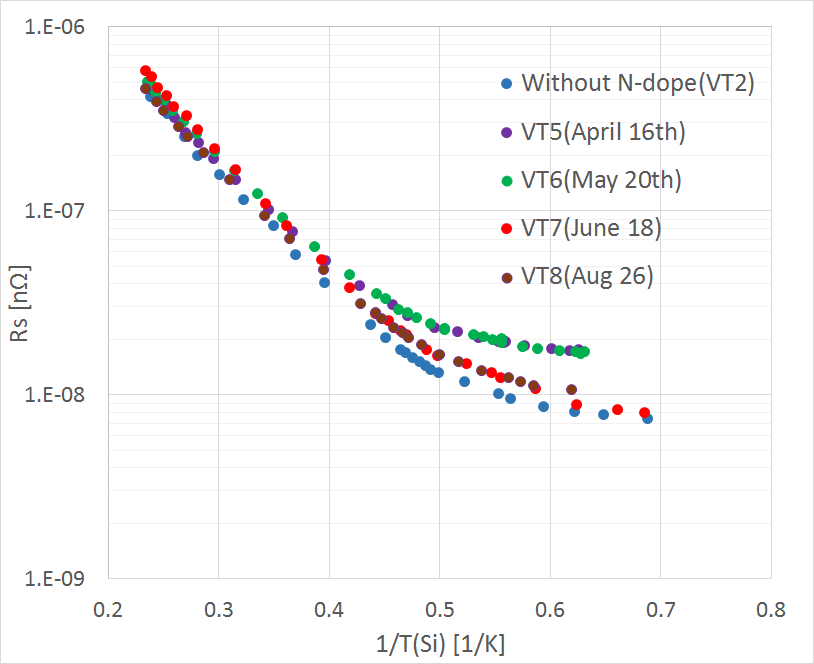 1.E-06
1.E-07
1.E-08
1.E-09
Rs [nΩ]
Without N-dope(VT2)
VT5(April 16th)
VT6(May 20th)
VT7(June 18)
VT8(Aug 26)
0.2 0.3 0.4 0.5 0.6 0.7 0.8
1/T(Si) [1/K]